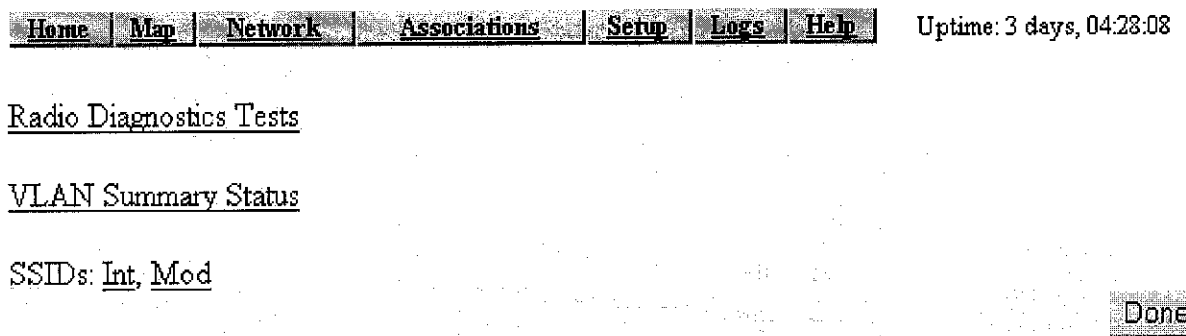 Home Map Network Associations Setup Logs Help Uptime: 3 days, 04:28:08
Radio Diagnostics Tests
VLAN Summary Status
SSIDs: Int, Mod
Done